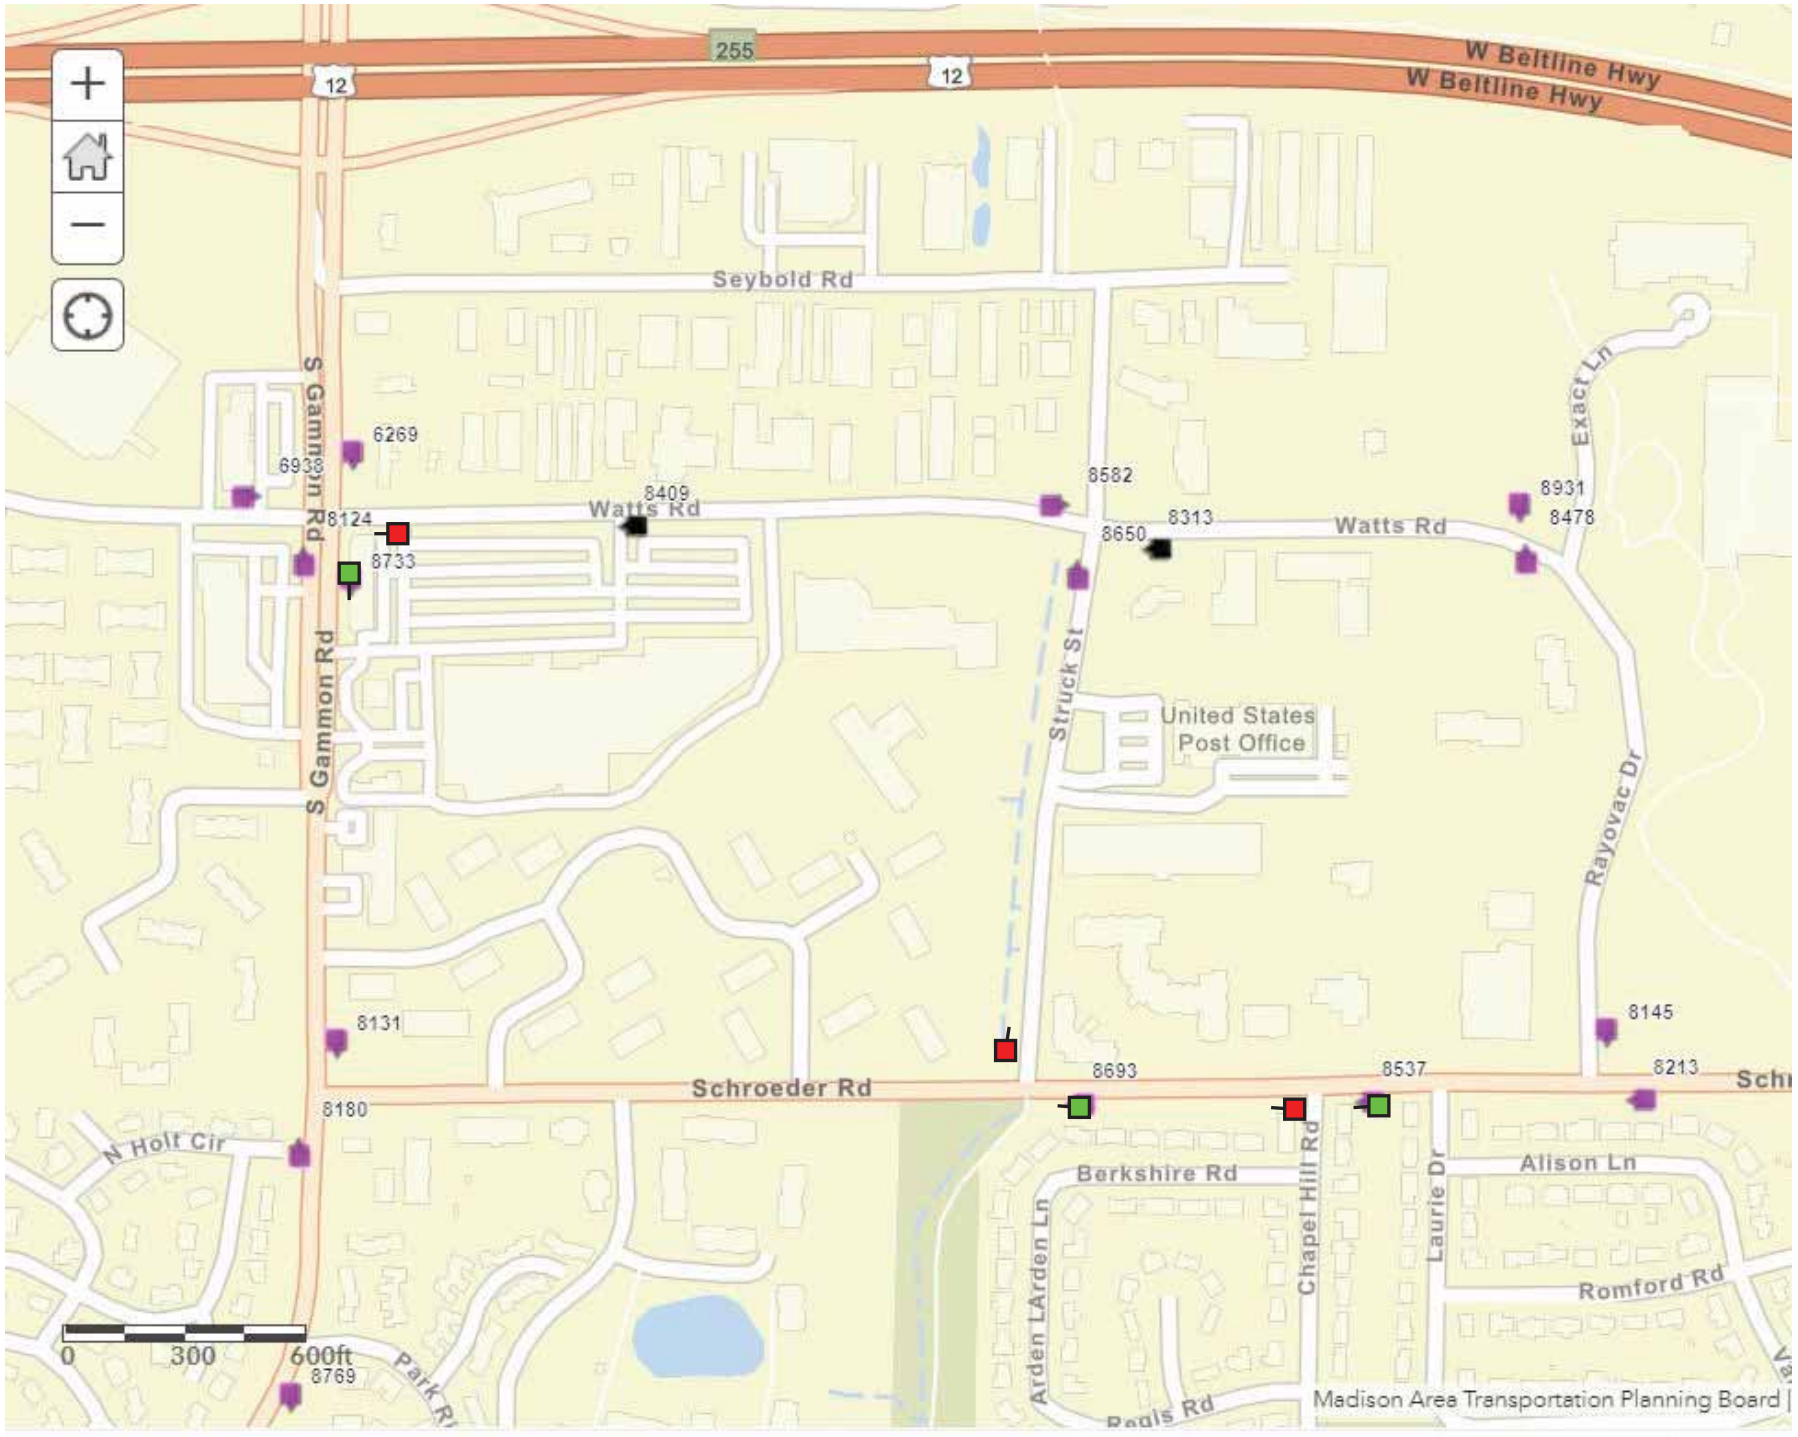 255
12
12
W Beltline Hwy
W Beltline Hwy
+
−
Seybold Rd
S Gammon Rd
Exact Ln
6269
6938
8582
8409
8931
Watts Rd
8124
8313
8478
8650
Watts Rd
8733
Struck St
S Gammon Rd
United States
Post Office
Rayovac Dr
8131
8145
8693
8537
8213
Schroeder Rd
8180
N Holt Cir
Berkshire Rd
Chapel Hill Rd
Laurie Dr
Alison Ln
Arden LArden Ln
Romford Rd
0 300 600ft
8769
Regis Rd
Madison Area Transportation Planning Board |